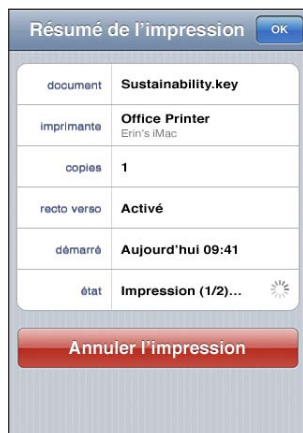 Résumé de l'impression OK
document Sustainability.key
imprimante Office Printer
Erin's iMac
copies 1
recto verso Activé
démarré Aujourd'hui 09:41
état Impression (1/2)...
Annuler l'impression